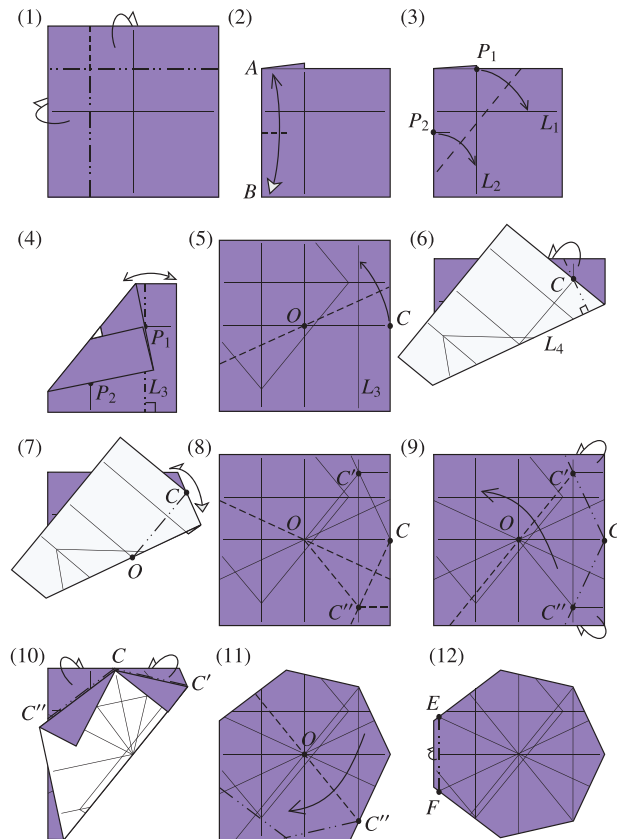 (1)
(2)
A
B
(3)
P1
P2
L1
L2
(4)
P1
P2
L3
(5)
O
C
L3
(6)
C
L4
(7)
C
O
(8)
C'
O
C
C''
(9)
C'
O
C
C''
(10)
C
C''
C'
(11)
O
C''
(12)
E
F